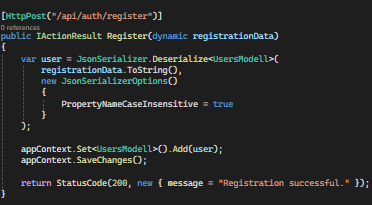 [HttpPost("/api/auth/register")]
0 references
public IActionResult Register(dynamic registrationData)
{
    var user = JsonSerializer.Deserialize<UsersModell>(
        registrationData.ToString(),
        new JsonSerializerOptions()
        {
            PropertyNameCaseInsensitive = true
        }
    );

    appContext.Set<UsersModell>().Add(user);
    appContext.SaveChanges();

    return StatusCode(200, new { message = "Registration successful." });
}